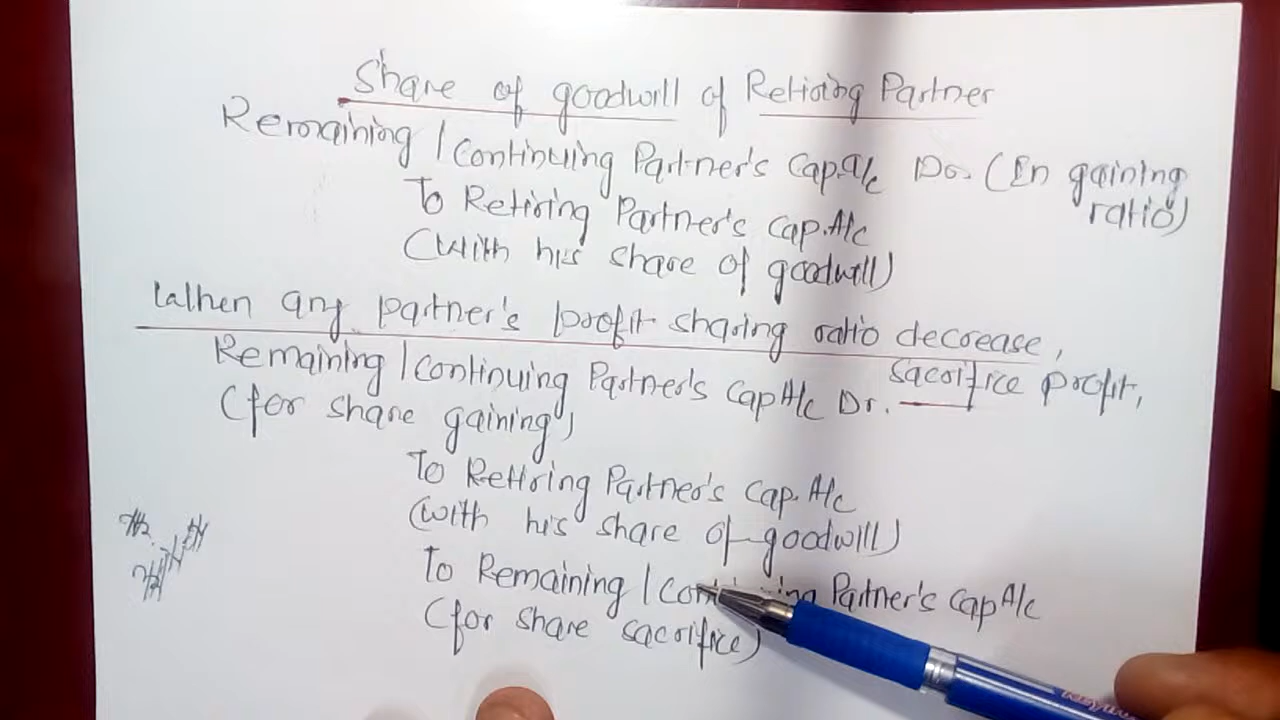 Share of goodwill of Retiring Partner
Remaining / Continuing Partner's Cap.A/c Dr. (In gaining ratio)
To Retiring Partner's Cap.A/c
(with his share of goodwill)
When any partner's profit sharing ratio decrease,
sacrifice profit,
Remaining / Continuing Partner's Cap A/c Dr.
(for share gaining)
To Retiring Partner's Cap. A/c
(with his share of goodwill)
To Remaining / Continuing Partner's Cap A/c
(for share sacrifice)